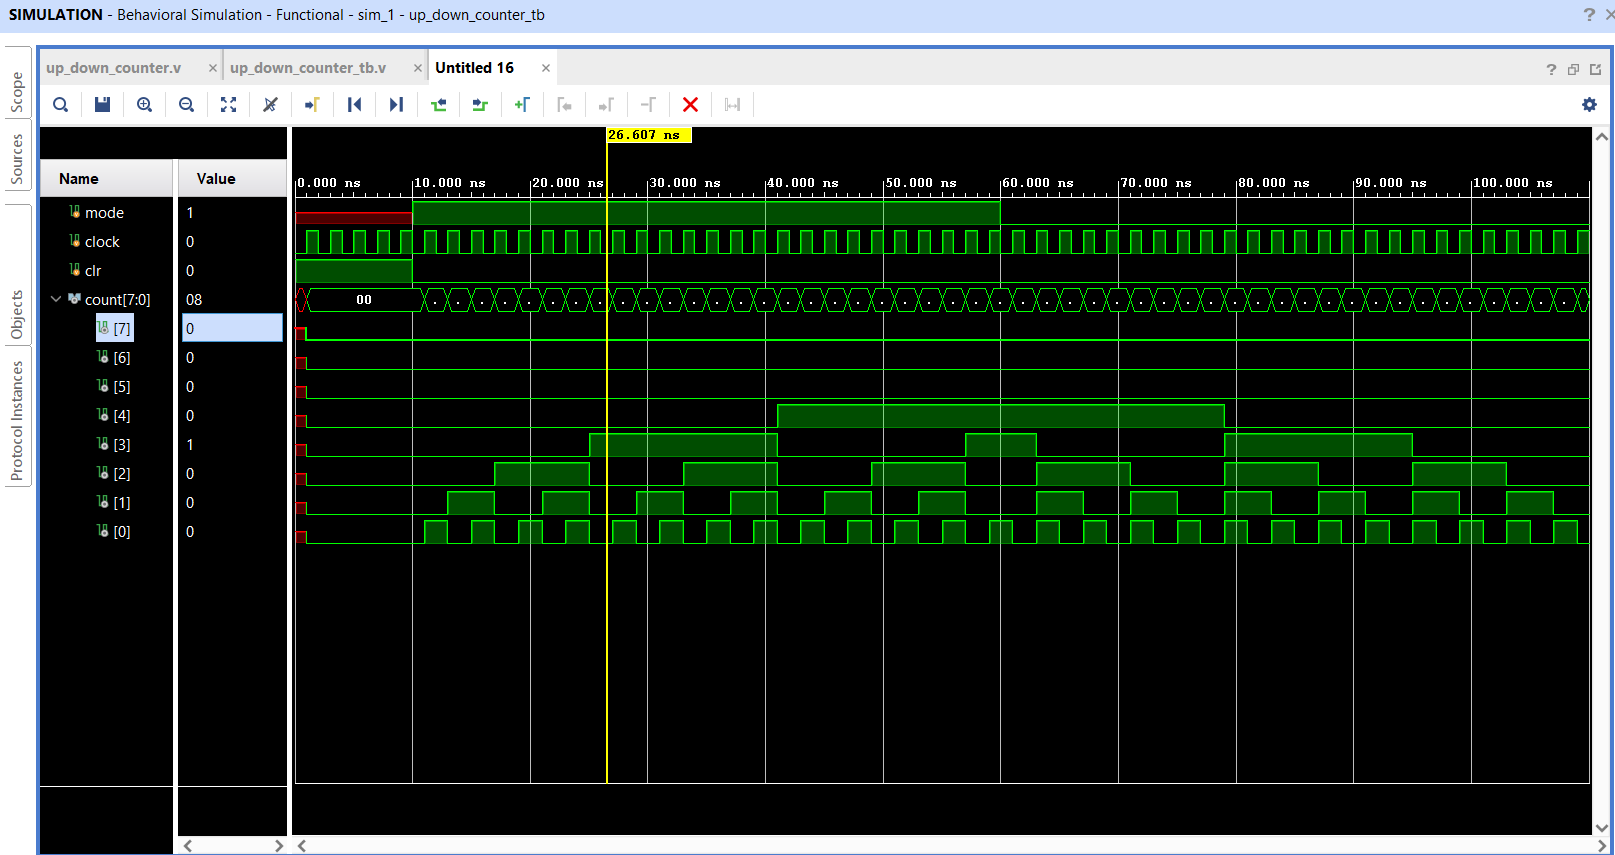 SIMULATION - Behavioral Simulation - Functional - sim_1 - up_down_counter_tb
up_down_counter.v
up_down_counter_tb.v
Untitled 16
Scope
Sources
Objects
Protocol Instances
26.607 ns
Name
Value
0.000 ns
10.000 ns
20.000 ns
30.000 ns
40.000 ns
50.000 ns
60.000 ns
70.000 ns
80.000 ns
90.000 ns
100.000 ns
mode
1
clock
0
clr
0
count[7:0]
08
00
[7]
0
[6]
0
[5]
0
[4]
0
[3]
1
[2]
0
[1]
0
[0]
0